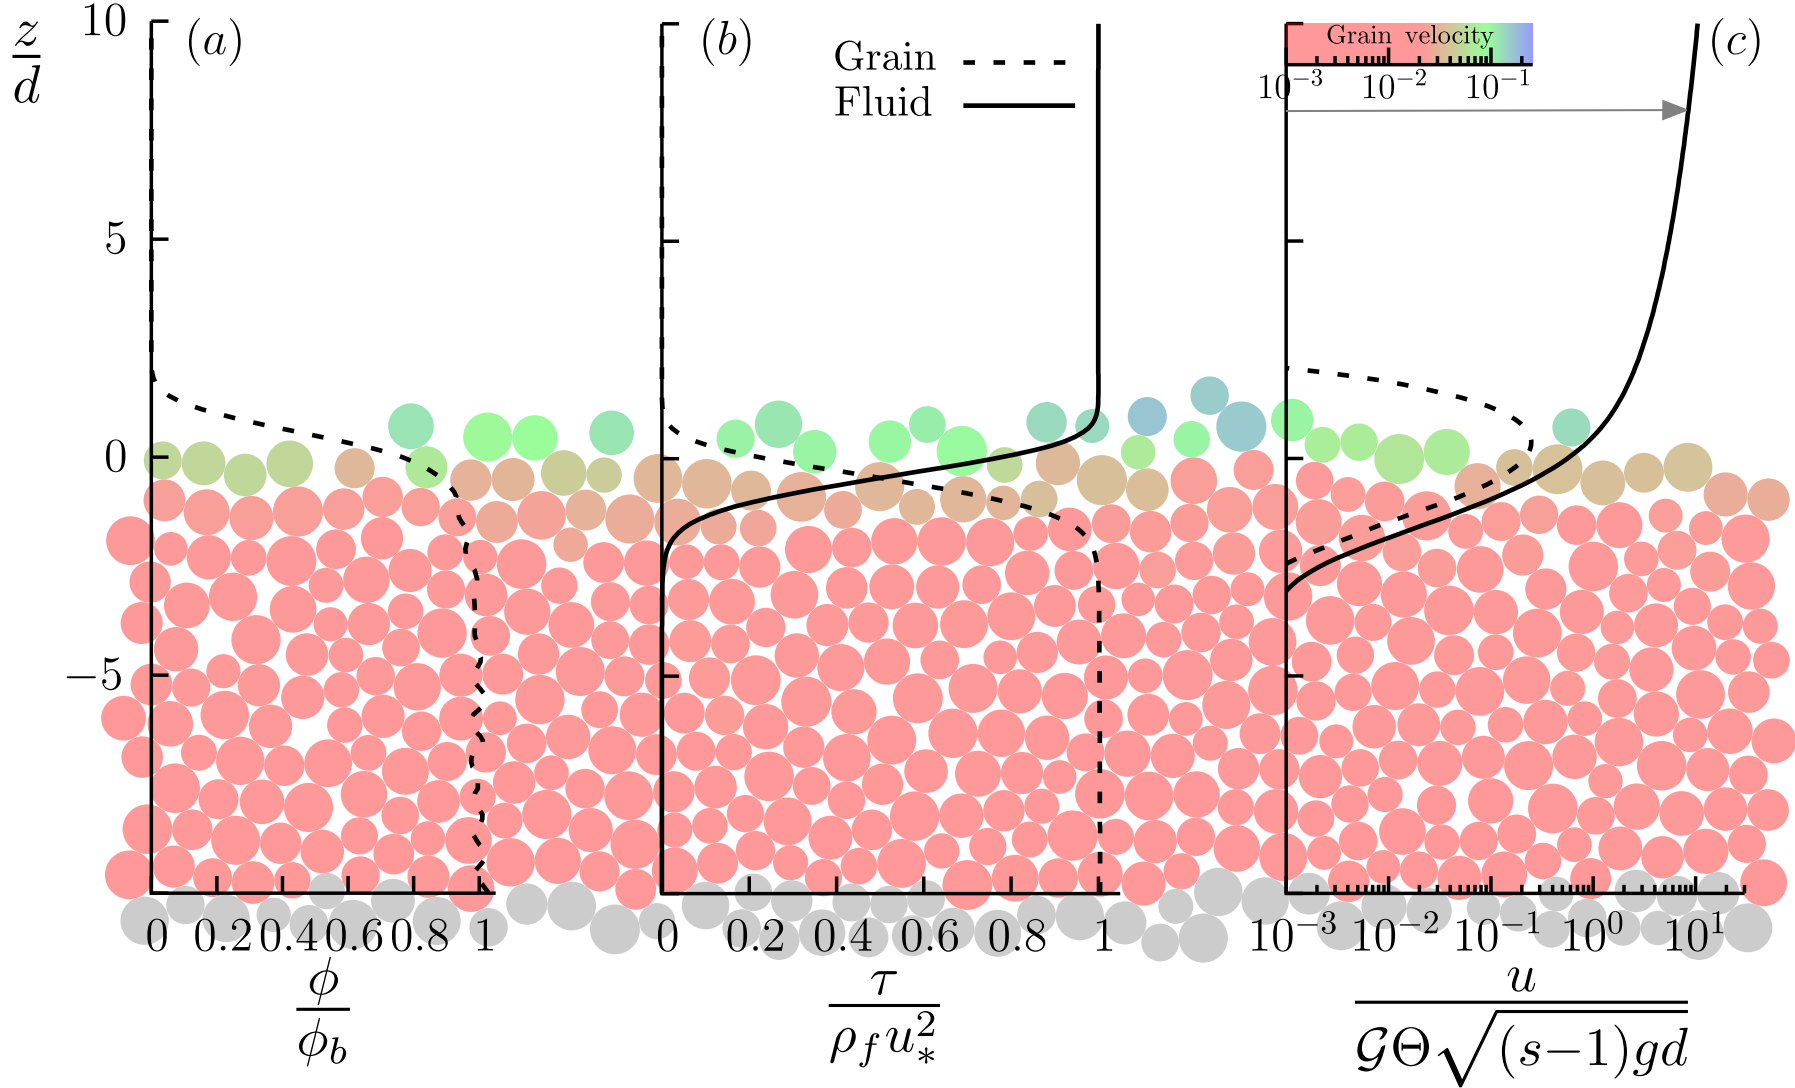 z/d
10
5
0
−5
(a)
0 0.2 0.4 0.6 0.8 1
ϕ/ϕ_b
(b)
Grain
Fluid
0 0.2 0.4 0.6 0.8 1
τ/ρ_f u_*^2
(c)
Grain velocity
10^−3 10^−2 10^−1
10^−3 10^−2 10^−1 10^0 10^1
u/𝒢Θ√(s−1)gd